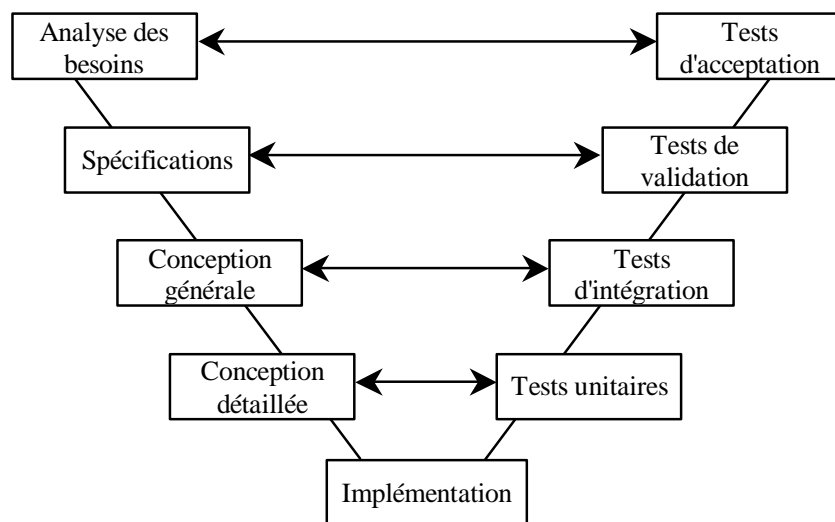 Analyse des
besoins
Tests
d'acceptation
Spécifications
Tests de
validation
Conception
générale
Tests
d'intégration
Conception
détaillée
Tests unitaires
Implémentation